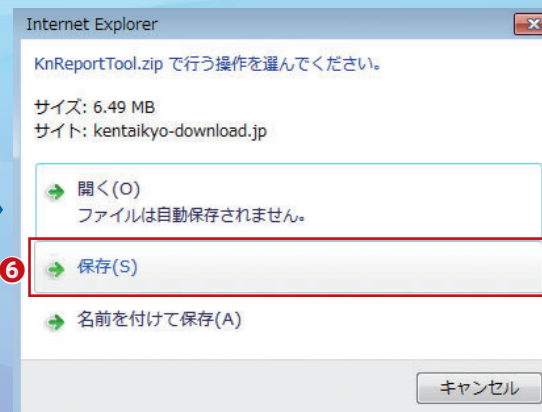 Internet Explorer
KnReportTool.zip で行う操作を選んでください。
サイズ: 6.49 MB
サイト: kentaikyo-download.jp
開く(O)
ファイルは自動保存されません。
6
保存(S)
名前を付けて保存(A)
キャンセル